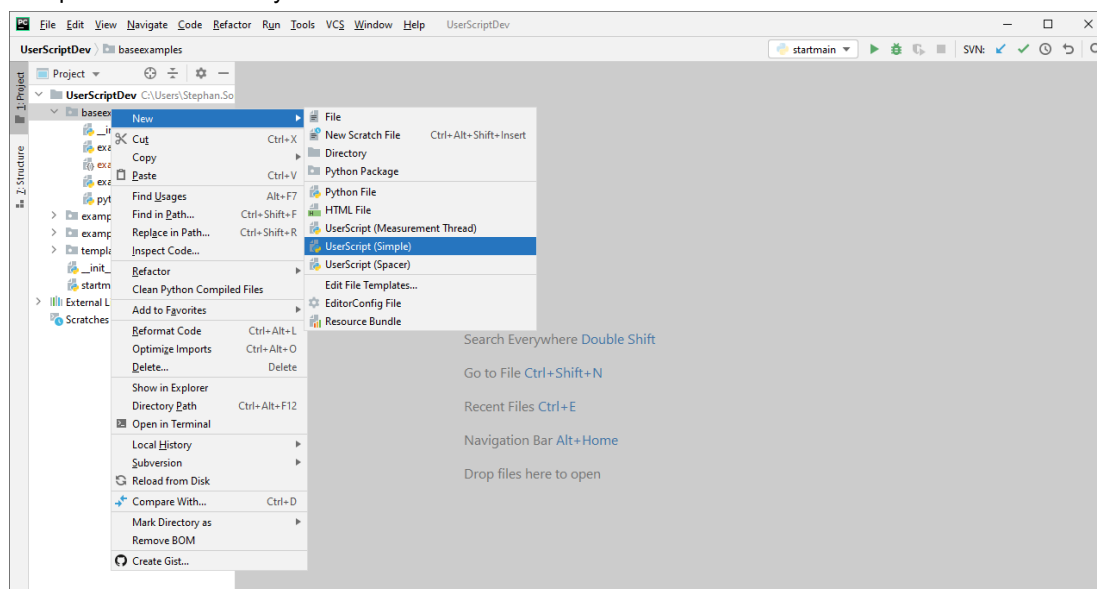 File Edit View Navigate Code Refactor Run Tools VCS Window Help UserScriptDev
UserScriptDev baseexamples
startmain
SVN:
1: Project
Z: Structure
Project
UserScriptDev C:\Users\Stephan.So
startm
External L
Scratches
New
Cut Ctrl+X
Copy
Paste Ctrl+V
Find Usages Alt+F7
Find in Path... Ctrl+Shift+F
Replace in Path... Ctrl+Shift+R
Inspect Code...
Refactor
Clean Python Compiled Files
Add to Favorites
Reformat Code Ctrl+Alt+L
Optimize Imports Ctrl+Alt+O
Delete... Delete
Show in Explorer
Directory Path Ctrl+Alt+F12
Open in Terminal
Local History
Subversion
Reload from Disk
Compare With... Ctrl+D
Mark Directory as
Remove BOM
Create Gist...
File
New Scratch File Ctrl+Alt+Shift+Insert
Directory
Python Package
Python File
HTML File
UserScript (Measurement Thread)
UserScript (Simple)
UserScript (Spacer)
Edit File Templates...
EditorConfig File
Resource Bundle
Search Everywhere Double Shift
Go to File Ctrl+Shift+N
Recent Files Ctrl+E
Navigation Bar Alt+Home
Drop files here to open